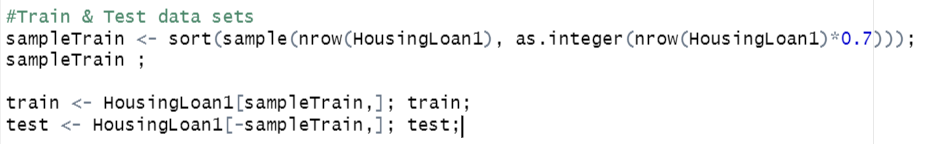 #Train & Test data sets
sampleTrain <- sort(sample(nrow(HousingLoan1), as.integer(nrow(HousingLoan1)*0.7)));
sampleTrain ;
train <- HousingLoan1[sampleTrain,]; train;
test <- HousingLoan1[-sampleTrain,]; test;